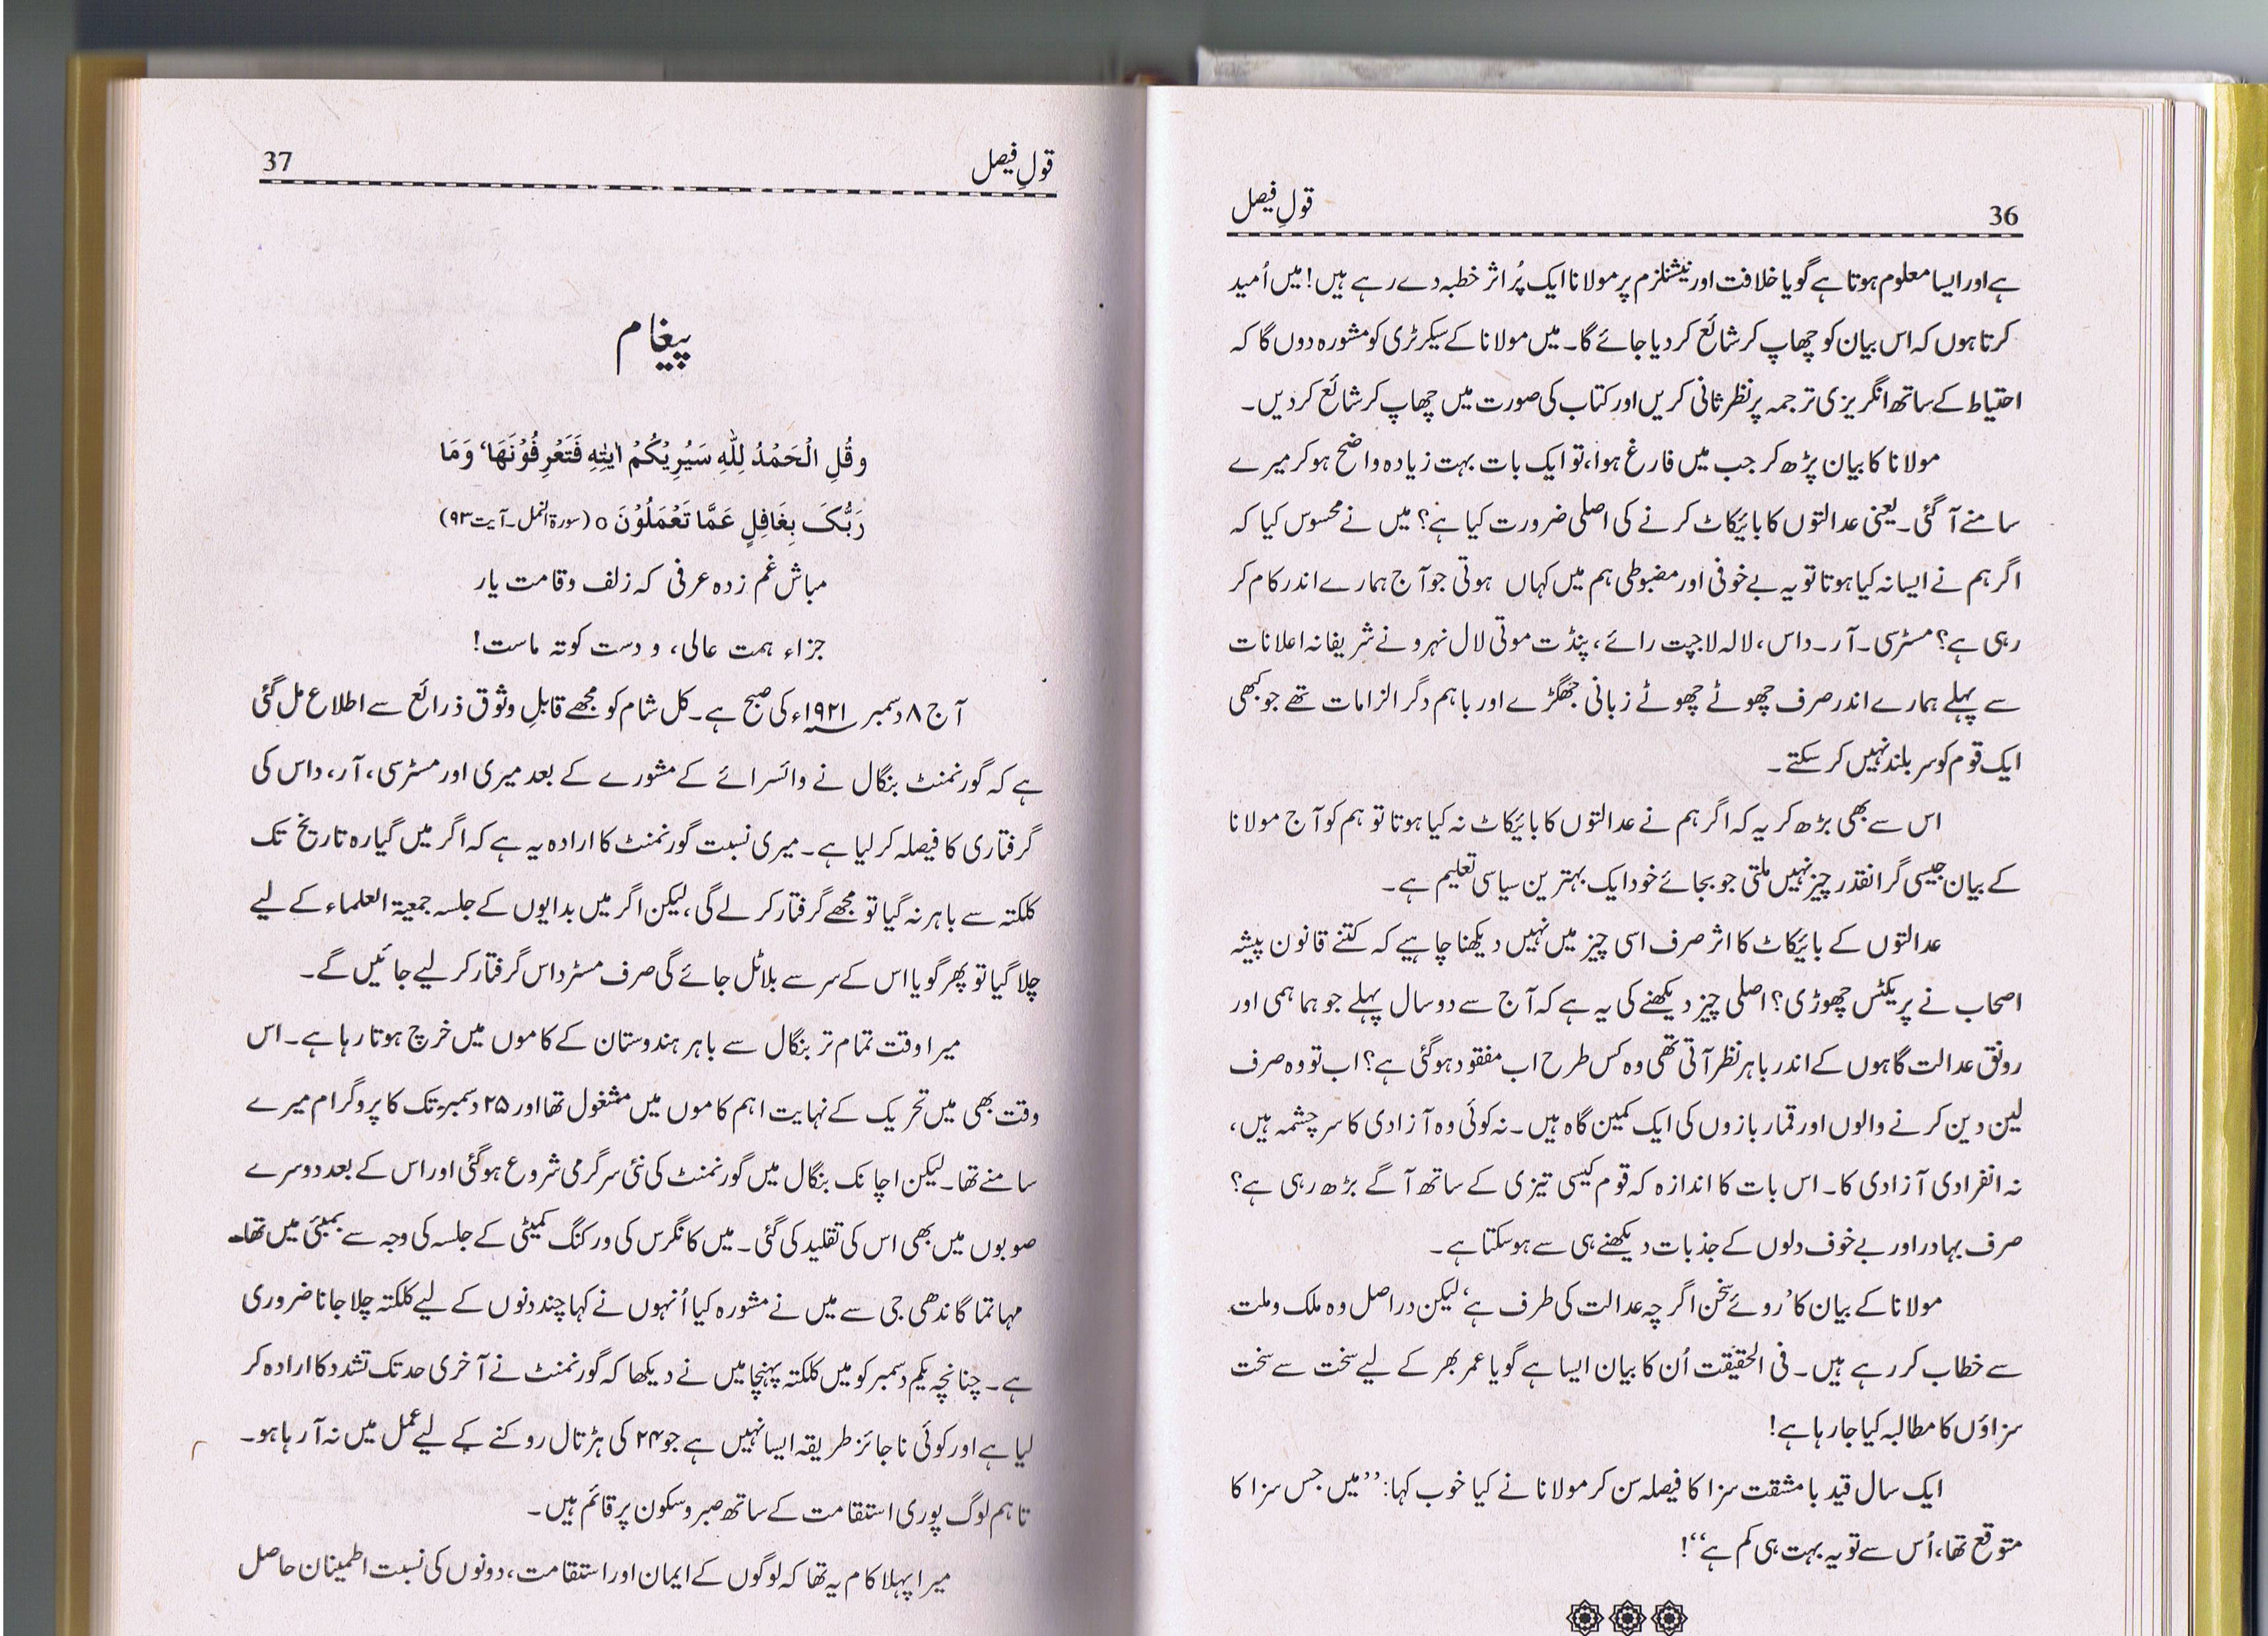 قولِ فیصل 36
ہے اور ایسا معلوم ہوتا ہے گویا خلافت اور نیشنلزم پر مولانا ایک پُر اثر خطبہ دے رہے ہیں! میں اُمید
کرتا ہوں کہ اس بیان کو چھاپ کر شائع کر دیا جائے گا۔ میں مولانا کے سیکرٹری کو مشورہ دوں گا کہ
احتیاط کے ساتھ انگریزی ترجمہ پر نظر ثانی کریں اور کتاب کی صورت میں چھاپ کر شائع کر دیں۔
مولانا کا بیان پڑھ کر جب میں فارغ ہوا، تو ایک بات بہت زیادہ واضح ہو کر میرے
سامنے آ گئی۔ یعنی عدالتوں کا بائیکاٹ کرنے کی اصلی ضرورت کیا ہے؟ میں نے محسوس کیا کہ
اگر ہم نے ایسا نہ کیا ہوتا تو یہ بے خوفی اور مضبوطی ہم میں کہاں ہوتی جو آج ہمارے اندر کام کر
رہی ہے؟ مسٹر سی۔ آر۔ داس، لالہ لاجپت رائے، پنڈت موتی لال نہرو نے شریفانہ اعلانات
سے پہلے ہمارے اندر صرف چھوٹے چھوٹے زبانی جھگڑے اور باہم دگر الزامات تھے جو کبھی
ایک قوم کو سربلند نہیں کر سکتے۔
اس سے بھی بڑھ کر یہ کہ اگر ہم نے عدالتوں کا بائیکاٹ نہ کیا ہوتا تو ہم کو آج مولانا
کے بیان جیسی گرانقدر چیز نہیں ملتی جو بجائے خود ایک بہترین سیاسی تعلیم ہے۔
عدالتوں کے بائیکاٹ کا اثر صرف اسی چیز میں نہیں دیکھنا چاہیے کہ کتنے قانون پیشہ
اصحاب نے پریکٹس چھوڑی؟ اصلی چیز دیکھنے کی یہ ہے کہ آج سے دو سال پہلے جو ہماہمی اور
رونق عدالت گاہوں کے اندر باہر نظر آتی تھی وہ کس طرح اب مفقود ہو گئی ہے؟ اب تو وہ صرف
لین دین کرنے والوں اور قمار بازوں کی ایک کمین گاہ ہیں۔ نہ کوئی وہ آزادی کا سرچشمہ ہیں،
نہ انفرادی آزادی کا۔ اس بات کا اندازہ کہ قوم کیسی تیزی کے ساتھ آگے بڑھ رہی ہے؟
صرف بہادر اور بے خوف دلوں کے جذبات دیکھنے ہی سے ہو سکتا ہے۔
مولانا کے بیان کا ’روئے سخن اگرچہ عدالت کی طرف ہے‘ لیکن دراصل وہ ملک و ملت
سے خطاب کر رہے ہیں۔ فی الحقیقت اُن کا بیان ایسا ہے گویا عمر بھر کے لیے سخت سے سخت
سزاؤں کا مطالبہ کیا جا رہا ہے!
ایک سال قید با مشقت سزا کا فیصلہ سن کر مولانا نے کیا خوب کہا: ’’میں جس سزا کا
متوقع تھا، اُس سے تو یہ بہت ہی کم ہے‘‘!
قولِ فیصل 37
پیغام
وقُلِ الْحَمْدُ لِلّٰهِ سَيُرِيْكُمْ اٰيٰتِهٖ فَتَعْرِفُوْنَهَا، وَمَا
رَبُّكَ بِغَافِلٍ عَمَّا تَعْمَلُوْنَ o (سورۃ النمل۔ آیت ۹۳)
مباش غم زدہ عرفی کہ زلف و قامت یار
جزاء ہمت عالی، و دست کوتہ ماست!
آج ۸ دسمبر ۱۹۲۱ء کی صبح ہے۔ کل شام کو مجھے قابلِ وثوق ذرائع سے اطلاع مل گئی
ہے کہ گورنمنٹ بنگال نے وائسرائے کے مشورے کے بعد میری اور مسٹر سی، آر، داس کی
گرفتاری کا فیصلہ کر لیا ہے۔ میری نسبت گورنمنٹ کا ارادہ یہ ہے کہ اگر میں گیارہ تاریخ تک
کلکتہ سے باہر نہ گیا تو مجھے گرفتار کر لے گی، لیکن اگر میں بدایوں کے جلسہ جمعیۃ العلماء کے لیے
چلا گیا تو پھر گویا اس کے سر سے بلا ٹل جائے گی صرف مسٹر داس گرفتار کر لیے جائیں گے۔
میرا وقت تمام تر بنگال سے باہر ہندوستان کے کاموں میں خرچ ہوتا رہا ہے۔ اس
وقت بھی میں تحریک کے نہایت اہم کاموں میں مشغول تھا اور ۲۵ دسمبر تک کا پروگرام میرے
سامنے تھا۔ لیکن اچانک بنگال میں گورنمنٹ کی نئی سرگرمی شروع ہو گئی اور اس کے بعد دوسرے
صوبوں میں بھی اس کی تقلید کی گئی۔ میں کانگرس کی ورکنگ کمیٹی کے جلسہ کی وجہ سے بمبئی میں تھا۔
مہاتما گاندھی جی سے میں نے مشورہ کیا اُنہوں نے کہا چند دنوں کے لیے کلکتہ چلا جانا ضروری
ہے۔ چنانچہ یکم دسمبر کو میں کلکتہ پہنچا میں نے دیکھا کہ گورنمنٹ نے آخری حد تک تشدد کا ارادہ کر
لیا ہے اور کوئی ناجائز طریقہ ایسا نہیں ہے جو ۲۴ کی ہڑتال روکنے کے لیے عمل میں نہ آ رہا ہو۔
تاہم لوگ پوری استقامت کے ساتھ صبر و سکون پر قائم ہیں۔
میرا پہلا کام یہ تھا کہ لوگوں کے ایمان اور استقامت، دونوں کی نسبت اطمینان حاصل